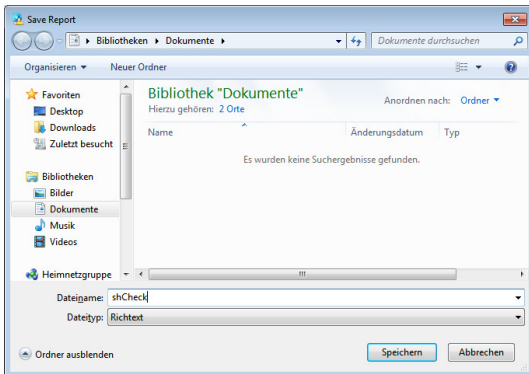 Save Report
Bibliotheken Dokumente
Dokumente durchsuchen
Organisieren
Neuer Ordner
Favoriten
Desktop
Downloads
Zuletzt besucht
Bibliotheken
Bilder
Dokumente
Musik
Videos
Heimnetzgruppe
Bibliothek "Dokumente"
Hierzu gehören: 2 Orte
Anordnen nach: Ordner
Name
Änderungsdatum
Typ
Es wurden keine Suchergebnisse gefunden.
Dateiname: shCheck
Dateityp: Richtext
Ordner ausblenden
Speichern
Abbrechen